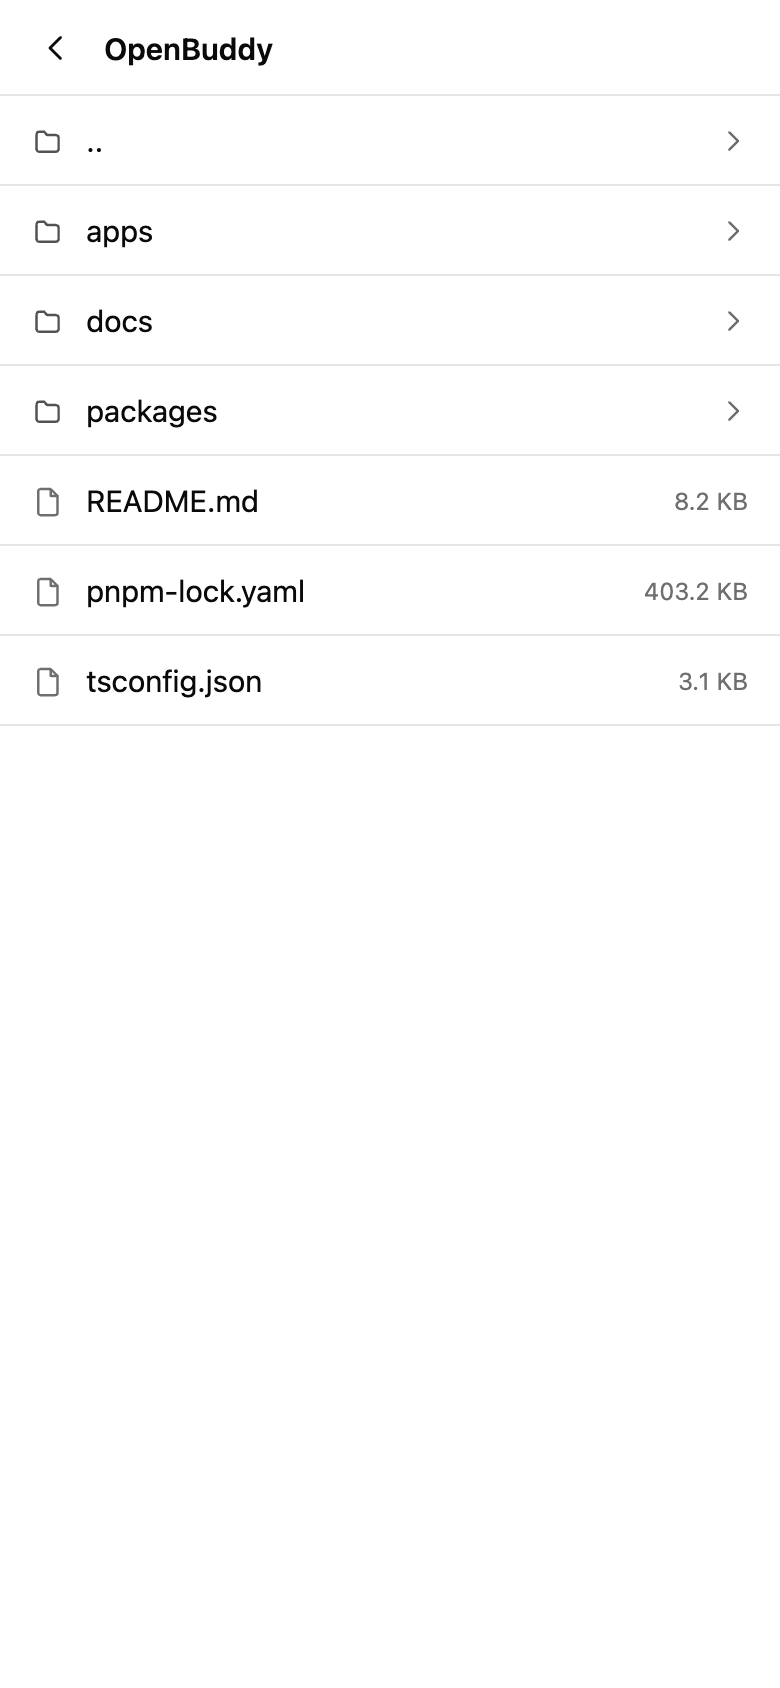 OpenBuddy
..
apps
docs
packages
README.md 8.2 KB
pnpm-lock.yaml 403.2 KB
tsconfig.json 3.1 KB